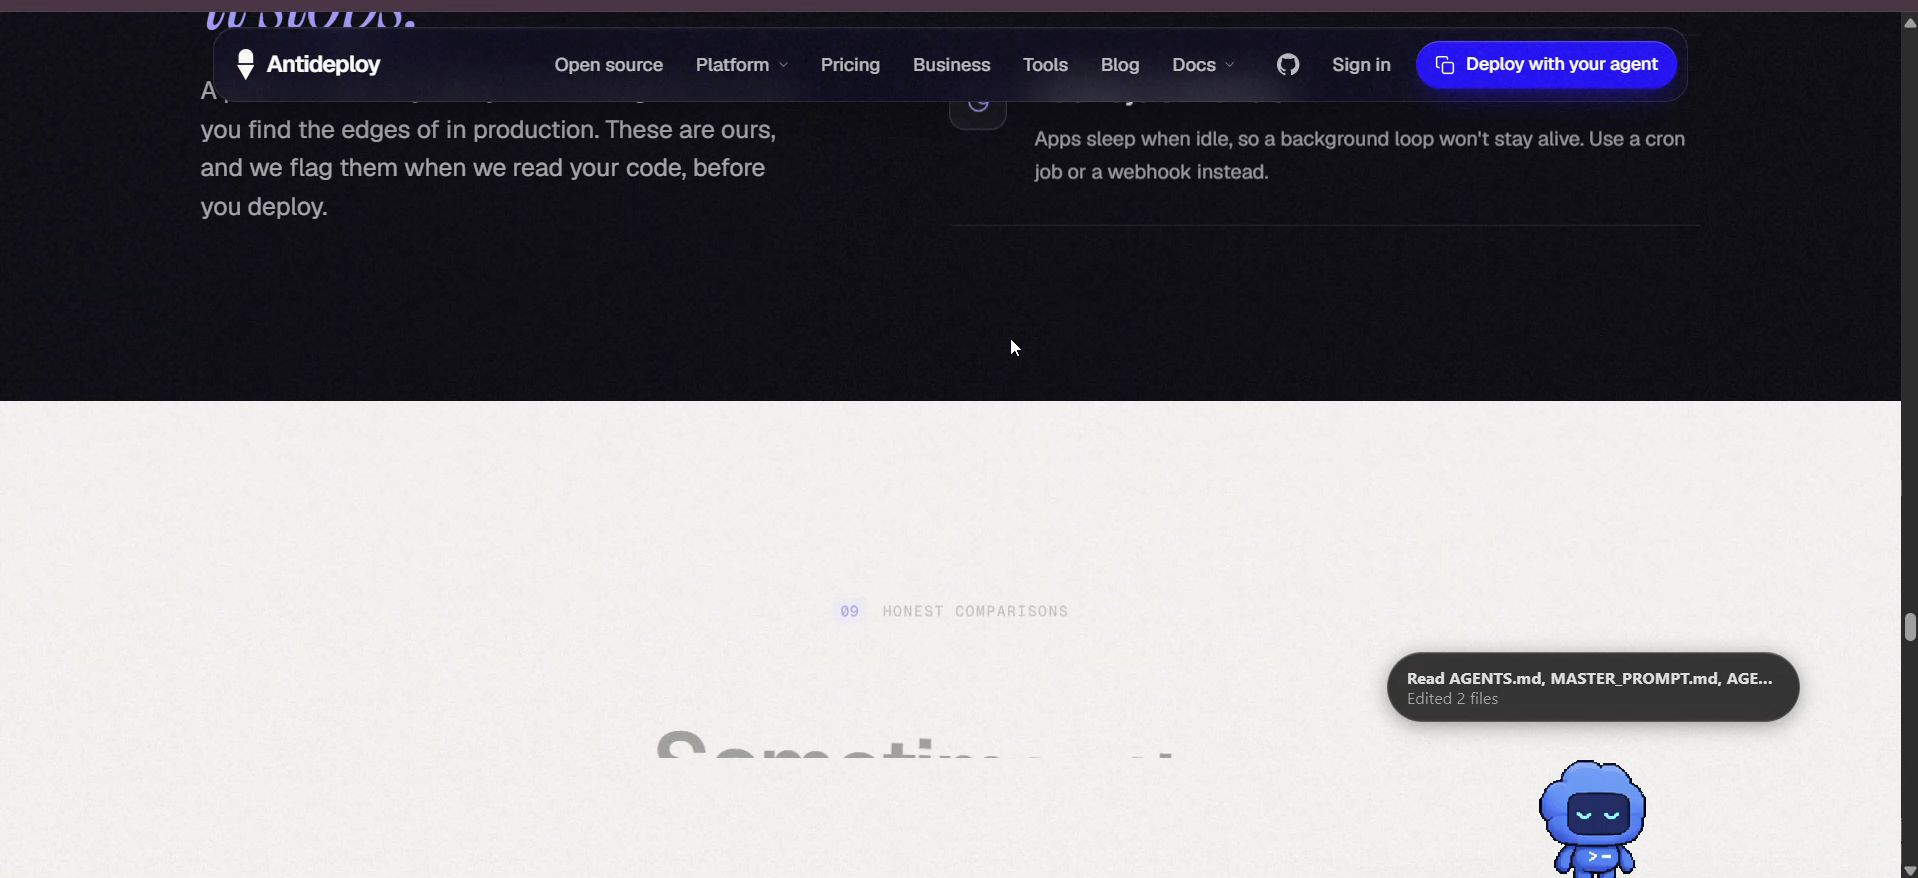 it stops.
Antideploy
Open source
Platform
Pricing
Business
Tools
Blog
Docs
Sign in
Deploy with your agent
A
you find the edges of in production. These are ours,
and we flag them when we read your code, before
you deploy.
Apps sleep when idle, so a background loop won't stay alive. Use a cron
job or a webhook instead.
09 HONEST COMPARISONS
Read AGENTS.md, MASTER_PROMPT.md, AGE...
Edited 2 files
>-